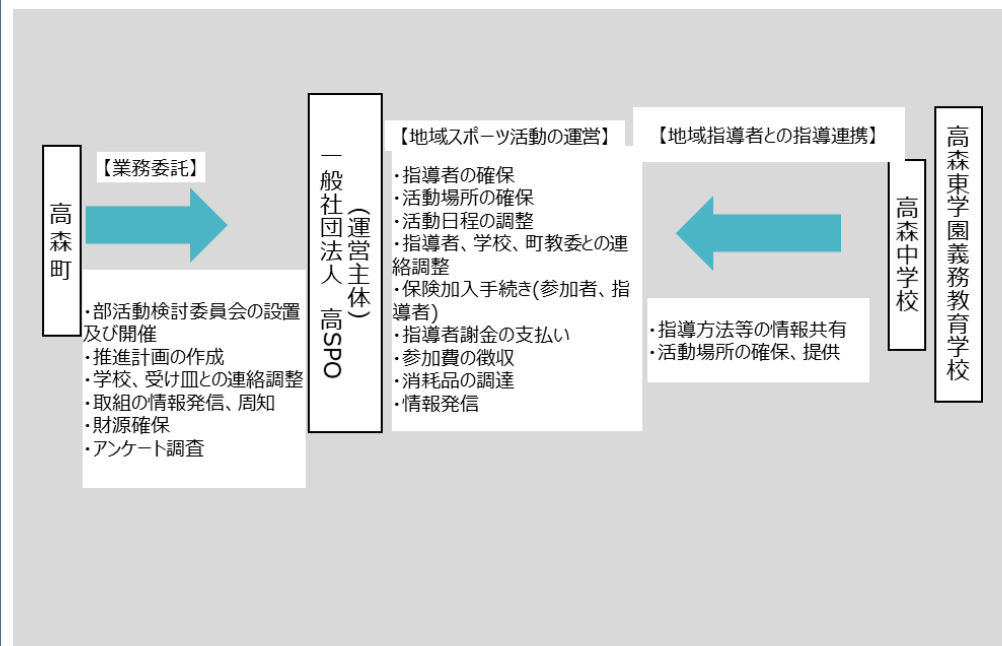 高森町
【業務委託】
・部活動検討委員会の設置
及び開催
・推進計画の作成
・学校、受け皿との連絡調整
・取組の情報発信、周知
・財源確保
・アンケート調査
(運営主体)
一般社団法人　高SPO
【地域スポーツ活動の運営】
・指導者の確保
・活動場所の確保
・活動日程の調整
・指導者、学校、町教委との連
絡調整
・保険加入手続き(参加者、指
導者)
・指導者謝金の支払い
・参加費の徴収
・消耗品の調達
・情報発信
【地域指導者との指導連携】
・指導方法等の情報共有
・活動場所の確保、提供
高森中学校
高森東学園義務教育学校